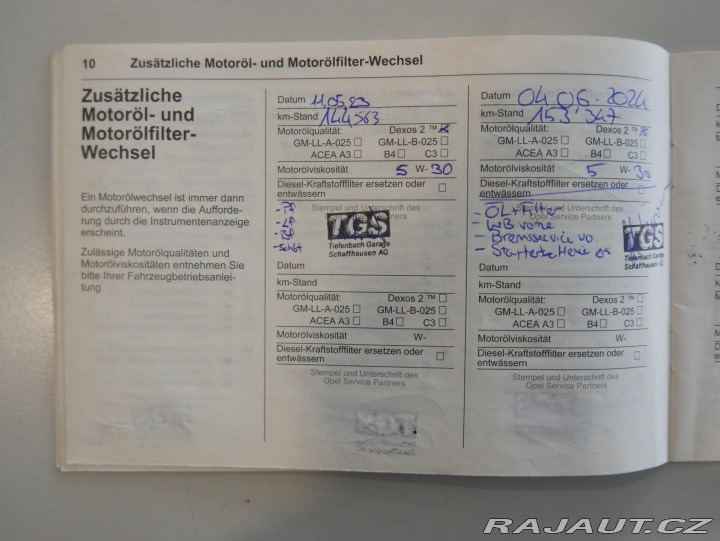 10 Zusätzliche Motoröl- und Motorölfilter-Wechsel
Zusätzliche
Motoröl- und
Motorölfilter-
Wechsel
Ein Motorölwechsel ist immer dann
durchzuführen, wenn die Aufforde-
rung durch die Instrumentenanzeige
erscheint.
Zulässige Motorölqualitäten und
Motorölviskositäten entnehmen Sie
bitte Ihrer Fahrzeugbetriebsanlei-
tung.
Datum 11.05.23
km-Stand 144563
Motorölqualität: Dexos 2 ™ ☒
GM-LL-A-025 ☐ GM-LL-B-025 ☐
ACEA A3 ☐ B4 ☐ C3 ☐
Motorölviskosität 5 W- 30
Diesel-Kraftstofffilter ersetzen oder
entwässern ☐
Stempel und Unterschrift des
Opel Service Partners
TGS
Tiefenbach Garage
Schaffhausen AG
Datum
km-Stand
Motorölqualität: Dexos 2 ™ ☐
GM-LL-A-025 ☐ GM-LL-B-025 ☐
ACEA A3 ☐ B4 ☐ C3 ☐
Motorölviskosität W-
Diesel-Kraftstofffilter ersetzen oder
entwässern ☐
Stempel und Unterschrift des
Opel Service Partners
Datum 04.06.2024
km-Stand 153'347
Motorölqualität: Dexos 2 ™ ☒
GM-LL-A-025 ☐ GM-LL-B-025 ☐
ACEA A3 ☐ B4 ☐ C3 ☐
Motorölviskosität 5 W- 30
Diesel-Kraftstofffilter ersetzen oder
entwässern
Stempel und Unterschrift des
Opel Service Partners
- ÖL+Filter
- WB vorne
- Bremsservice vo.
- Starterbatterie
TGS
Tiefenbach Garage
Schaffhausen AG
Datum
km-Stand
Motorölqualität: Dexos 2 ™ ☐
GM-LL-A-025 ☐ GM-LL-B-025 ☐
ACEA A3 ☐ B4 ☐ C3 ☐
Motorölviskosität W-
Diesel-Kraftstofffilter ersetzen oder
entwässern ☐
Stempel und Unterschrift des
Opel Service Partners
RAJAUT.CZ